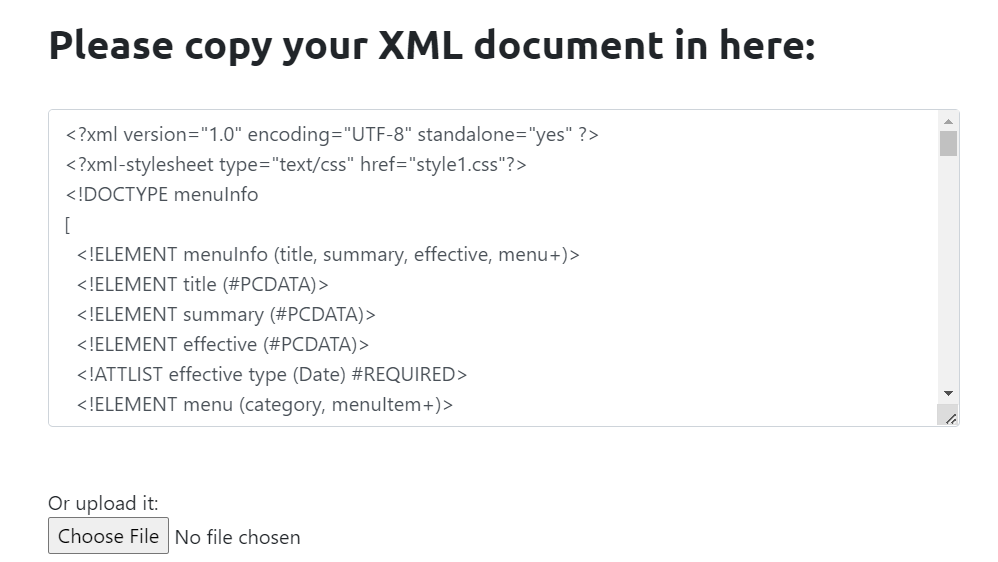 Please copy your XML document in here:
<?xml version="1.0" encoding="UTF-8" standalone="yes" ?>
<?xml-stylesheet type="text/css" href="style1.css"?>
<!DOCTYPE menuInfo
[
<!ELEMENT menuInfo (title, summary, effective, menu+)>
<!ELEMENT title (#PCDATA)>
<!ELEMENT summary (#PCDATA)>
<!ELEMENT effective (#PCDATA)>
<!ATTLIST effective type (Date) #REQUIRED>
<!ELEMENT menu (category, menuItem+)>
Or upload it:
Choose File No file chosen